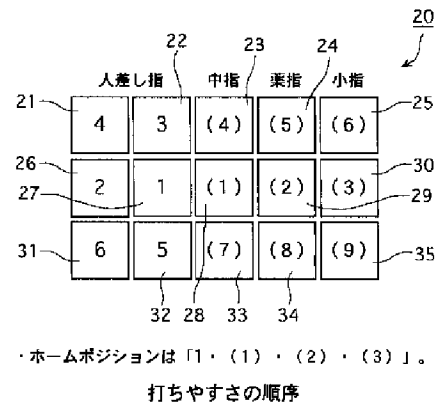 20
22 23 24
人差し指 中指 薬指 小指
21 25
4 3 (4) (5) (6)
26 30
2 1 (1) (2) (3)
27 29
6 5 (7) (8) (9)
31 35
32 28 33 34
・ホームポジションは「1・(1)・(2)・(3)」。
打ちやすさの順序